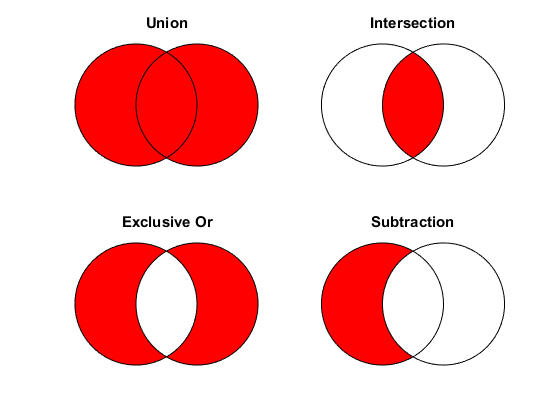 Union
Intersection
Exclusive Or
Subtraction